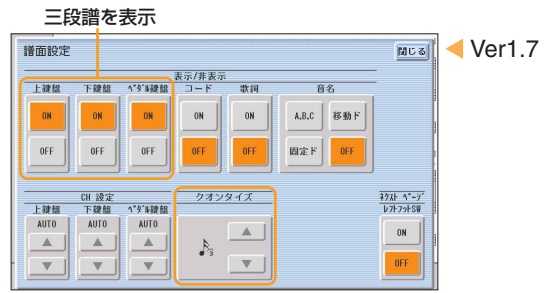 三段譜を表示
譜面設定
閉じる
Ver1.7
表示/非表示
上鍵盤 下鍵盤 ペダル鍵盤 コード 歌詞 音名
ON ON ON ON ON A,B,C 移動ド
OFF OFF OFF OFF OFF 固定ド OFF
CH 設定 クオンタイズ ネクスト ページ
上鍵盤 下鍵盤 ペダル鍵盤 レフトフットSW
AUTO AUTO AUTO ON
3
OFF